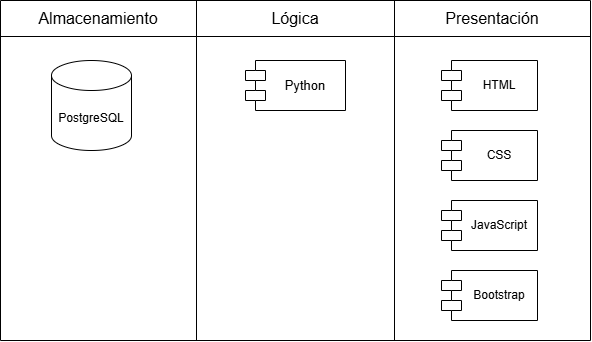 Almacenamiento
Lógica
Presentación
PostgreSQL
Python
HTML
CSS
JavaScript
Bootstrap